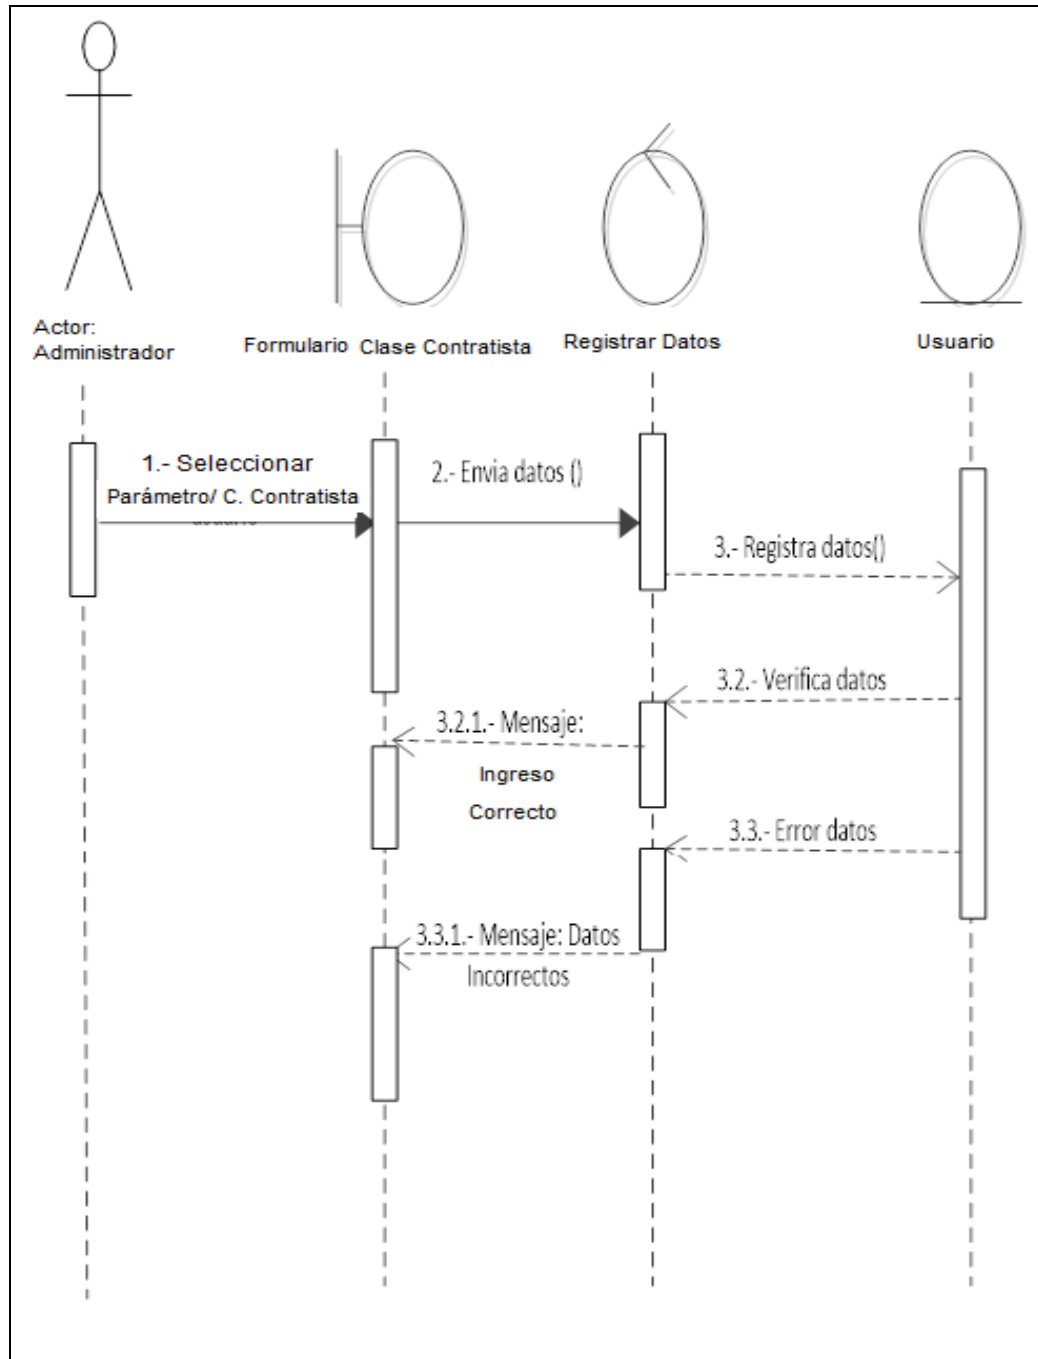 Actor:
Administrador
Formulario Clase Contratista
Registrar Datos
Usuario
1.- Seleccionar
Parámetro/ C. Contratista
2.- Envia datos ()
3.- Registra datos()
3.2.- Verifica datos
3.2.1.- Mensaje:
Ingreso
Correcto
3.3.- Error datos
3.3.1.- Mensaje: Datos
Incorrectos